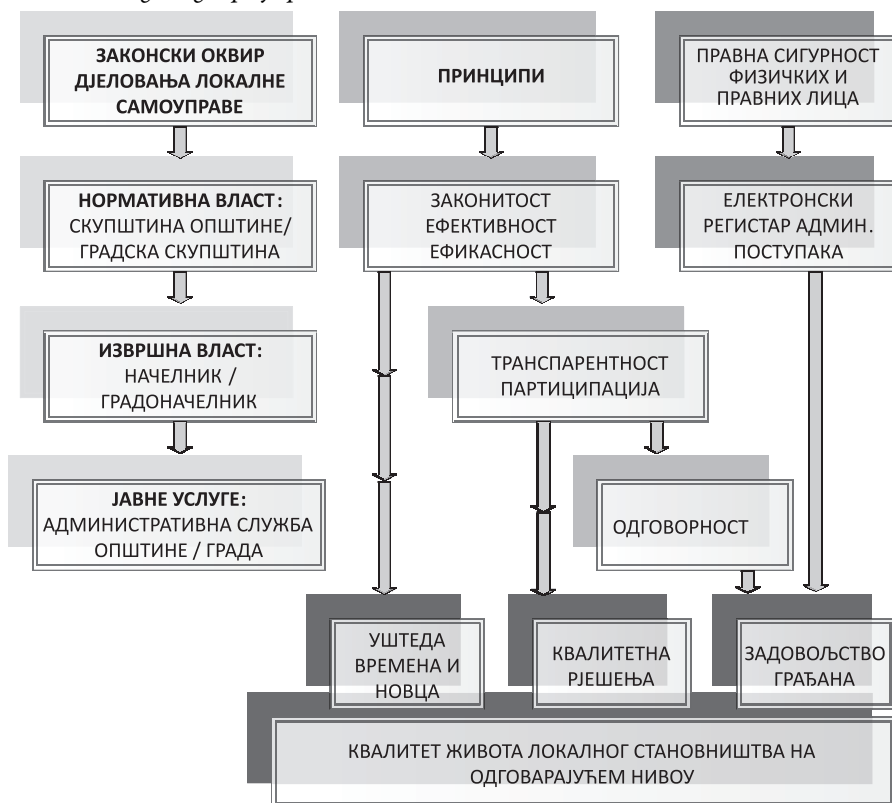 ЗАКОНСКИ ОКВИР
ДЈЕЛОВАЊА ЛОКАЛНЕ
САМОУПРАВЕ
ПРИНЦИПИ
ПРАВНА СИГУРНОСТ
ФИЗИЧКИХ И
ПРАВНИХ ЛИЦА
НОРМАТИВНА ВЛАСТ:
СКУПШТИНА ОПШТИНЕ/
ГРАДСКА СКУПШТИНА
ЗАКОНИТОСТ
ЕФЕКТИВНОСТ
ЕФИКАСНОСТ
ЕЛЕКТРОНСКИ
РЕГИСТАР АДМИН.
ПОСТУПАКА
ИЗВРШНА ВЛАСТ:
НАЧЕЛНИК /
ГРАДОНАЧЕЛНИК
ТРАНСПАРЕНТНОСТ
ПАРТИЦИПАЦИЈА
ЈАВНЕ УСЛУГЕ:
АДМИНИСТРАТИВНА СЛУЖБА
ОПШТИНЕ / ГРАДА
ОДГОВОРНОСТ
УШТЕДА
ВРЕМЕНА И
НОВЦА
КВАЛИТЕТНА
РЈЕШЕЊА
ЗАДОВОЉСТВО
ГРАЂАНА
КВАЛИТЕТ ЖИВОТА ЛОКАЛНОГ СТАНОВНИШТВА НА
ОДГОВАРАЈУЋЕМ НИВОУ